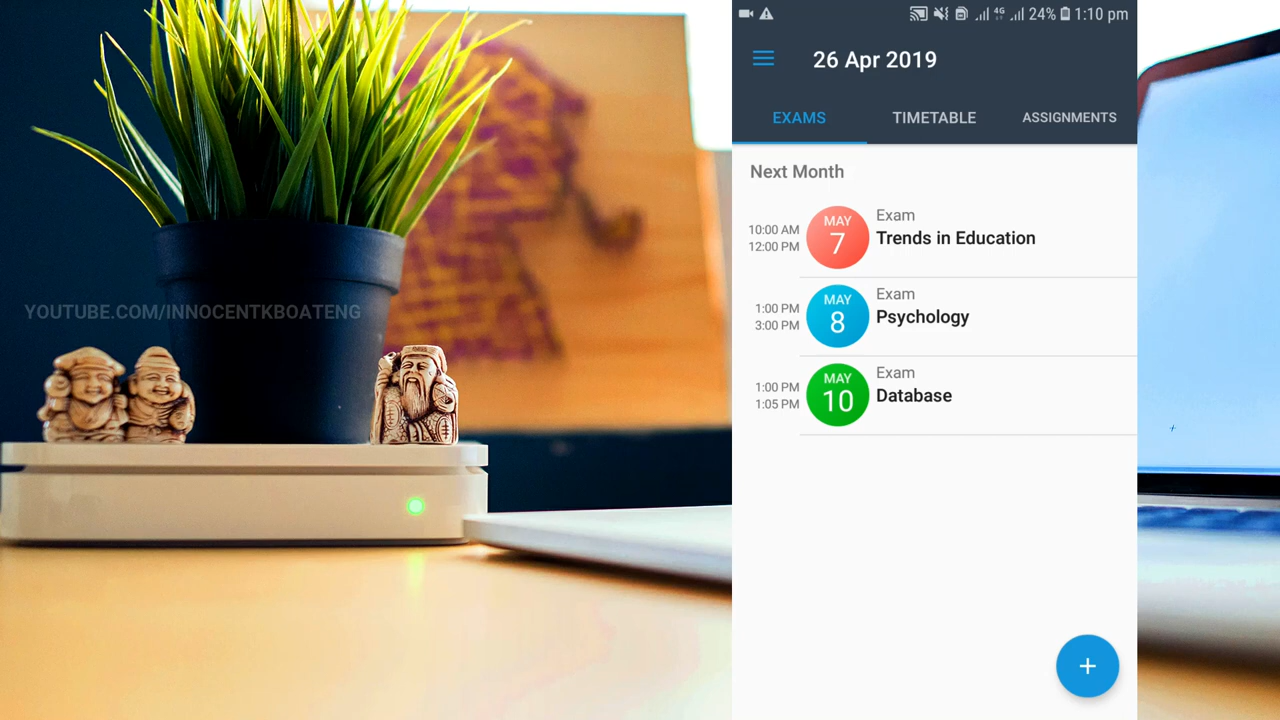 YOUTUBE.COM/INNOCENTKBOATENG
4G 24% 1:10 pm
26 Apr 2019
EXAMS TIMETABLE ASSIGNMENTS
Next Month
10:00 AM
12:00 PM
MAY
7
Exam
Trends in Education
1:00 PM
3:00 PM
MAY
8
Exam
Psychology
1:00 PM
1:05 PM
MAY
10
Exam
Database
+